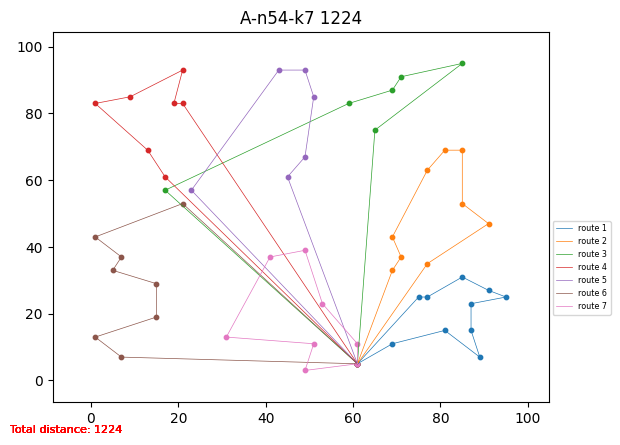 A-n54-k7 1224
100
80
60
40
20
0
0 20 40 60 80 100
route 1
route 2
route 3
route 4
route 5
route 6
route 7
Total distance: 1224